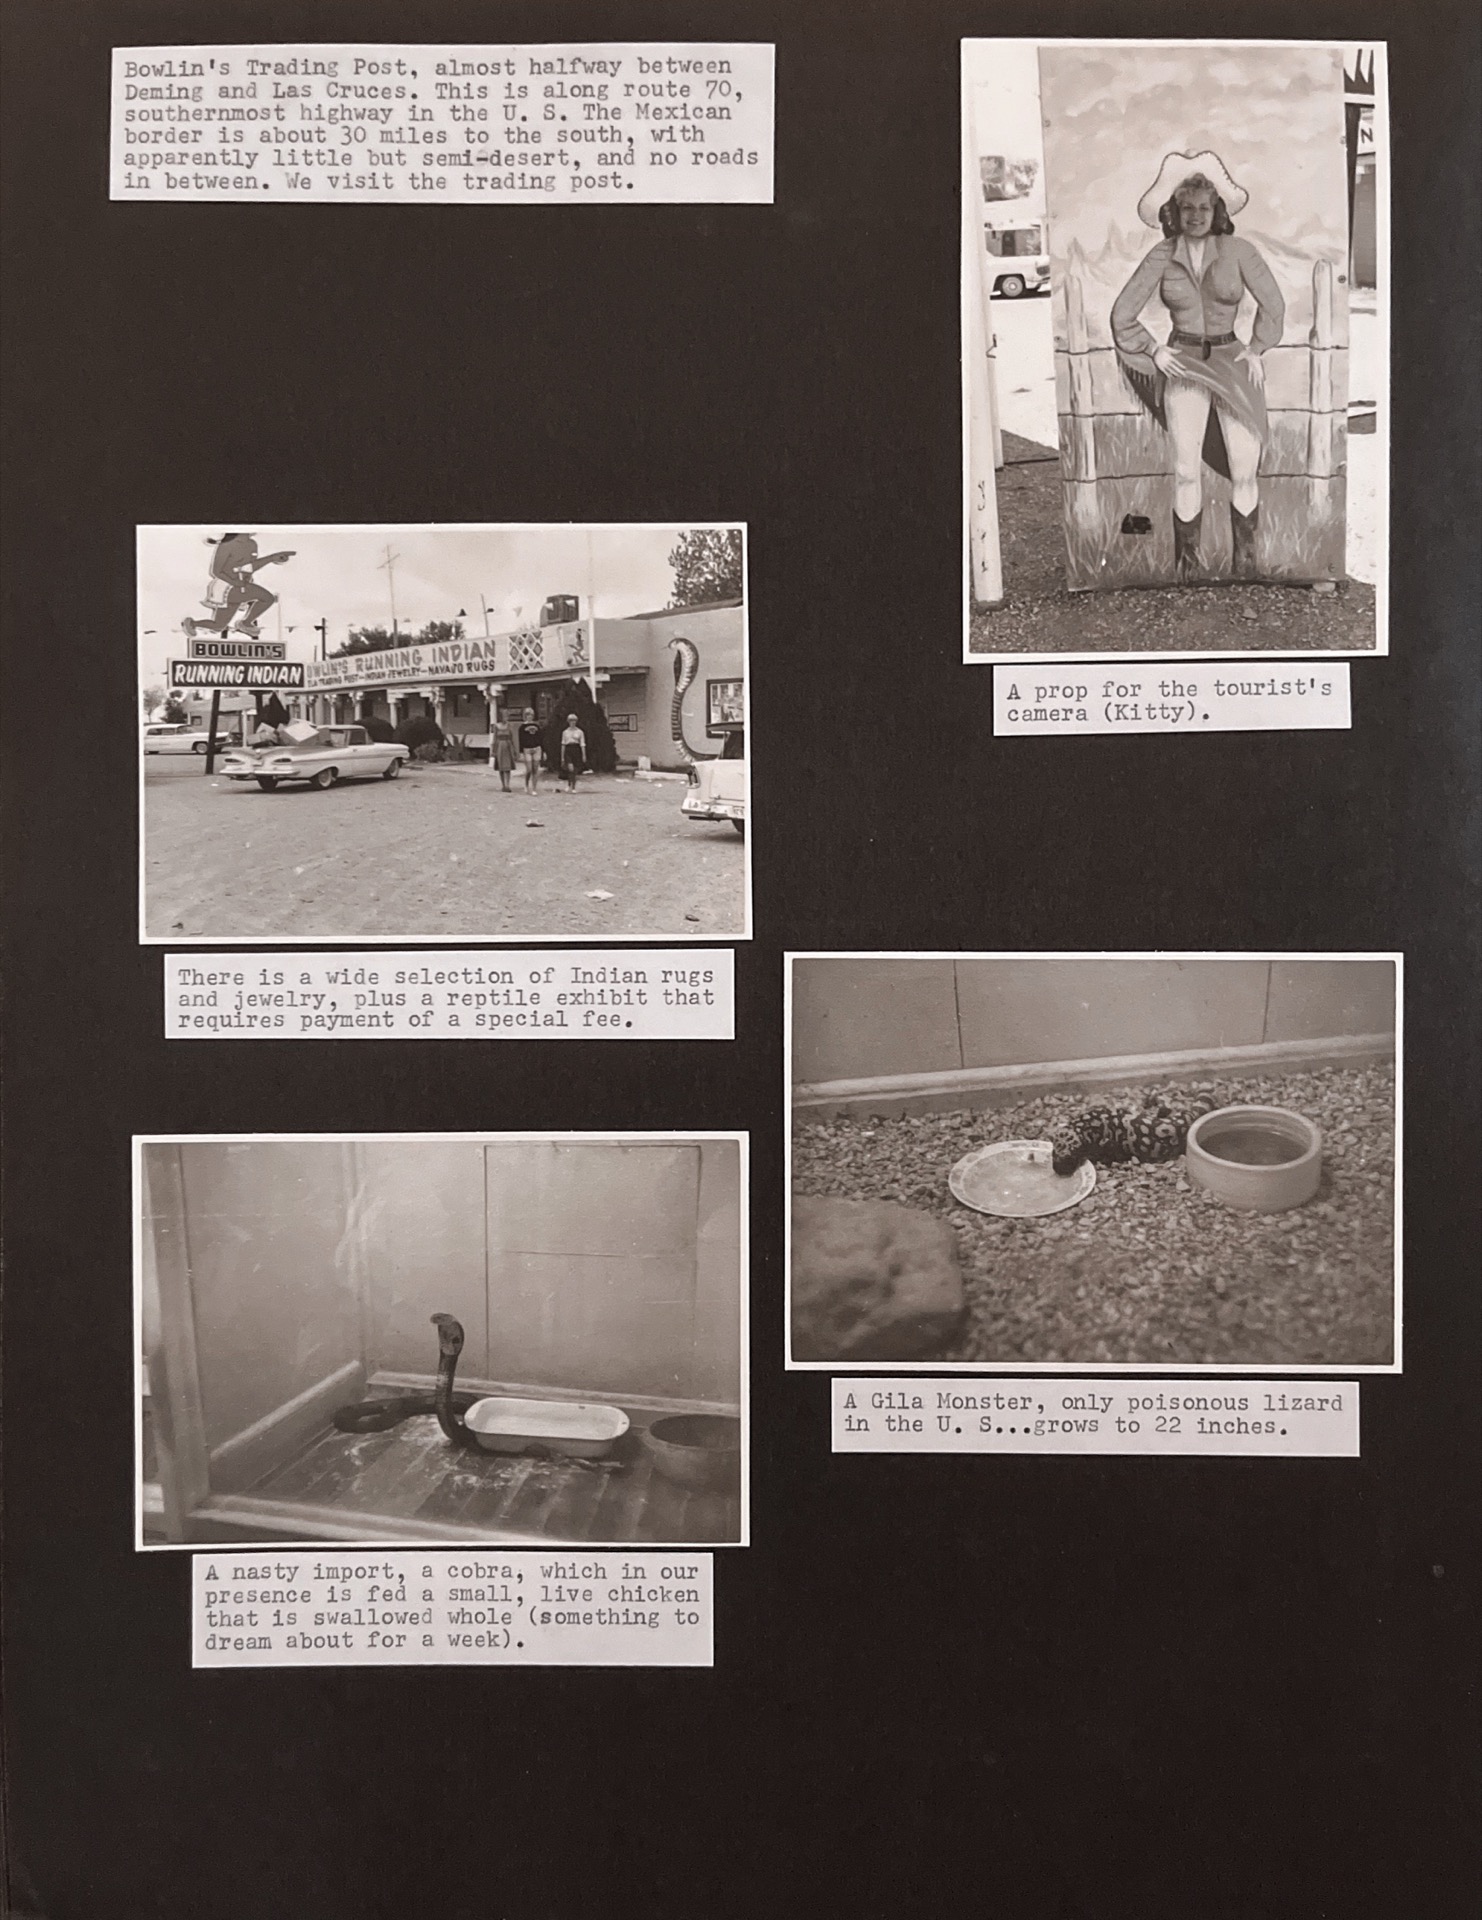 Bowlin's Trading Post, almost halfway between
Deming and Las Cruces. This is along route 70,
southernmost highway in the U. S. The Mexican
border is about 30 miles to the south, with
apparently little but semi-desert, and no roads
in between. We visit the trading post.
N
A prop for the tourist's
camera (Kitty).
BOWLIN'S
RUNNING INDIAN
OWLIN'S RUNNING INDIAN
TRADING POST—INDIAN JEWELRY—NAVAJO RUGS
There is a wide selection of Indian rugs
and jewelry, plus a reptile exhibit that
requires payment of a special fee.
A Gila Monster, only poisonous lizard
in the U. S...grows to 22 inches.
A nasty import, a cobra, which in our
presence is fed a small, live chicken
that is swallowed whole (something to
dream about for a week).